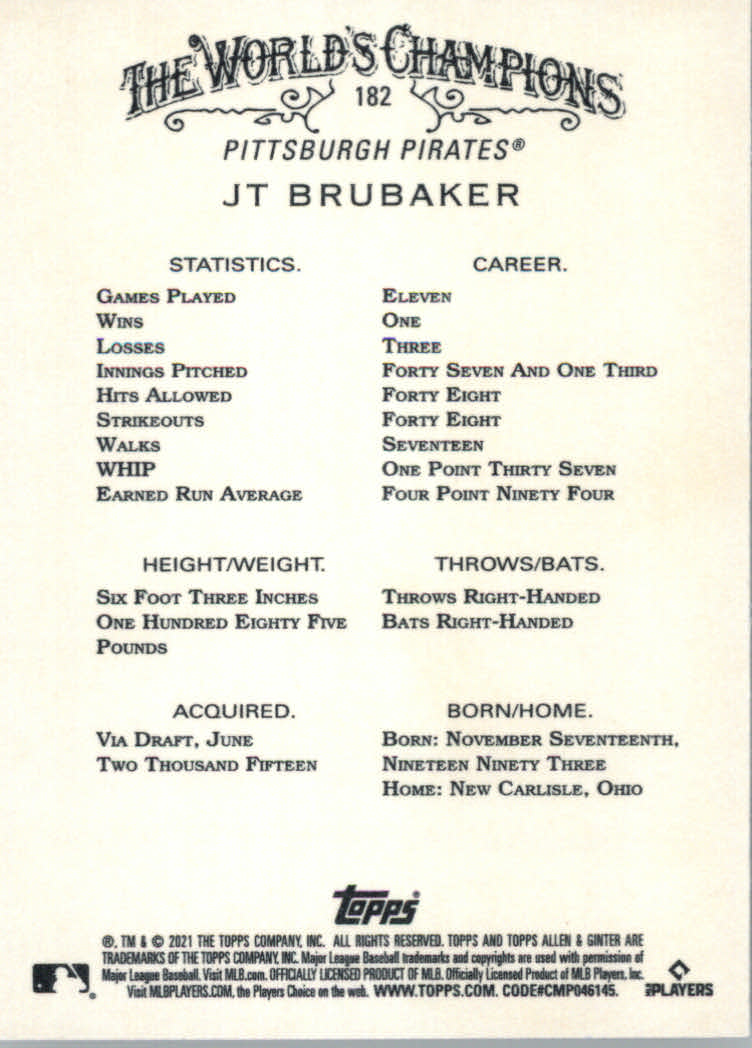 THE WORLD'S CHAMPIONS
182
PITTSBURGH PIRATES®
JT BRUBAKER
STATISTICS. CAREER.
GAMES PLAYED ELEVEN
WINS ONE
LOSSES THREE
INNINGS PITCHED FORTY SEVEN AND ONE THIRD
HITS ALLOWED FORTY EIGHT
STRIKEOUTS FORTY EIGHT
WALKS SEVENTEEN
WHIP ONE POINT THIRTY SEVEN
EARNED RUN AVERAGE FOUR POINT NINETY FOUR
HEIGHT/WEIGHT. THROWS/BATS.
SIX FOOT THREE INCHES THROWS RIGHT-HANDED
ONE HUNDRED EIGHTY FIVE BATS RIGHT-HANDED
POUNDS
ACQUIRED. BORN/HOME.
VIA DRAFT, JUNE BORN: NOVEMBER SEVENTEENTH,
TWO THOUSAND FIFTEEN NINETEEN NINETY THREE
HOME: NEW CARLISLE, OHIO
Topps®
®, TM & © 2021 THE TOPPS COMPANY, INC. ALL RIGHTS RESERVED. TOPPS AND TOPPS ALLEN & GINTER ARE
TRADEMARKS OF THE TOPPS COMPANY, INC. Major League Baseball trademarks and copyrights are used with permission of
Major League Baseball. Visit MLB.com. OFFICIALLY LICENSED PRODUCT OF MLB. Officially Licensed Product of MLB Players, Inc.
Visit MLBPLAYERS.COM, the Players Choice on the web. WWW.TOPPS.COM. CODE#CMP046145.
MLB PLAYERS